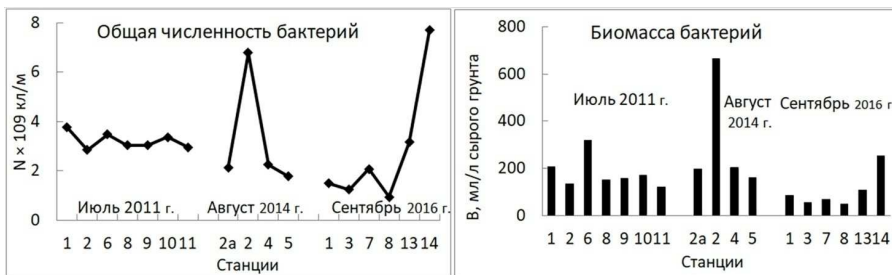 Общая численность бактерий
N × 109 кл/м
8
6
4
2
0
Июль 2011 г.
Август 2014 г.
Сентябрь 2016 г.
1 2 6 8 9 10 11 2а 2 4 5 1 3 7 8 13 14
Станции
Биомасса бактерий
В, мл/л сырого грунта
800
600
400
200
0
Июль 2011 г.
Август 2014 г.
Сентябрь 2016 г
1 2 6 8 9 10 11 2а 2 4 5 1 3 7 8 13 14
Станции